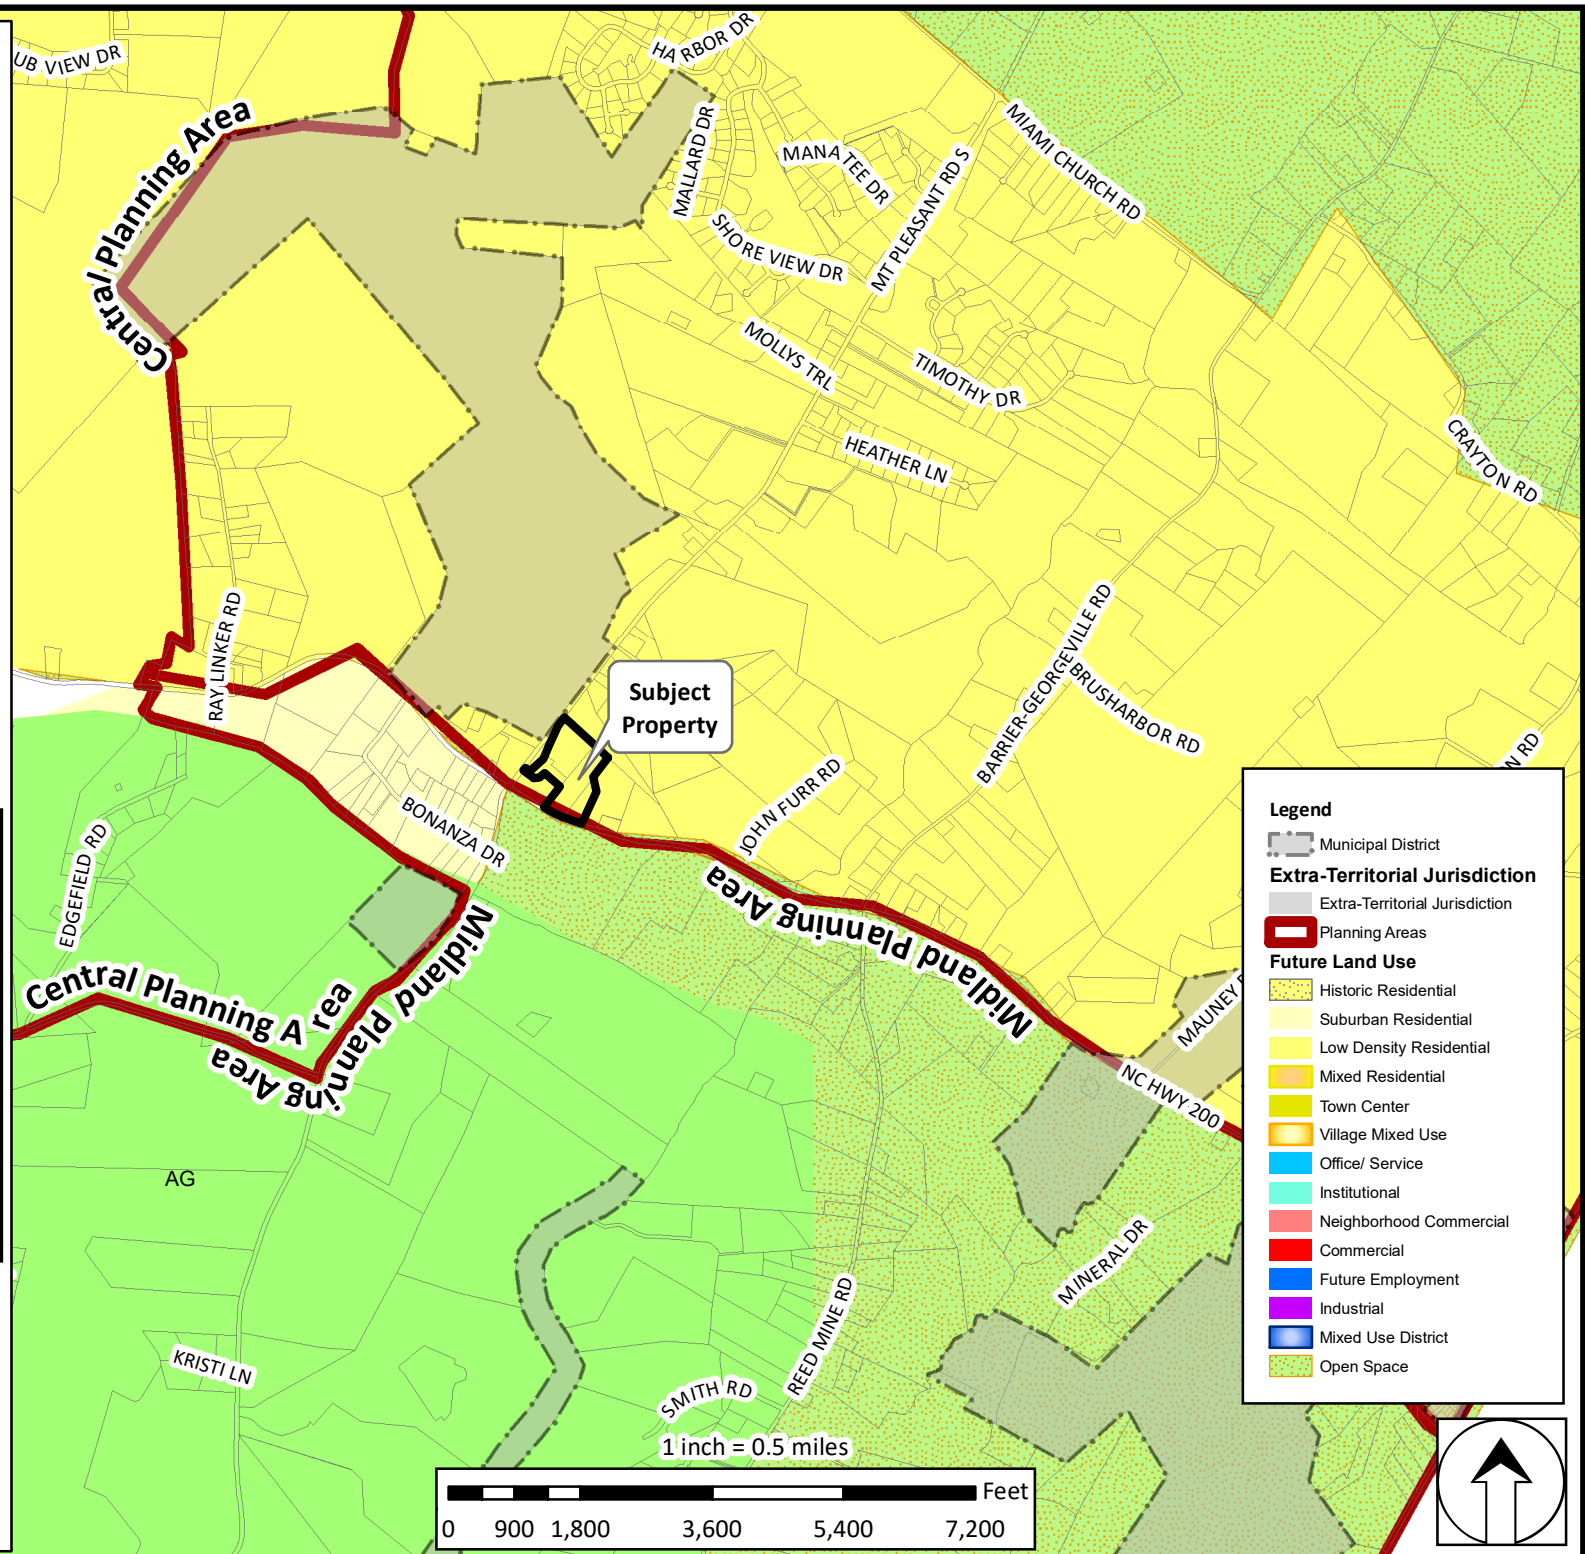 UB VIEW DR
HARBOR DR
Central Planning Area
MALLARD DR
MANATEE DR
MIAMI CHURCH RD
MT PLEASANT RD S
SHORE VIEW DR
MOLLYS TRL
TIMOTHY DR
HEATHER LN
CRAYTON RD
RAY LINKER RD
BARRIER-GEORGEVILLE RD
BRUSHARBOR RD
Subject
Property
ON RD
JOHN FURR RD
BONANZA DR
EDGEFIELD RD
Midland Planning Area
Central Planning Area
Midland Planning Area
MAUNEY
NC HWY 200
AG
MINERAL DR
REED MINE RD
KRISTI LN
SMITH RD
Legend
Municipal District
Extra-Territorial Jurisdiction
Extra-Territorial Jurisdiction
Planning Areas
Future Land Use
Historic Residential
Suburban Residential
Low Density Residential
Mixed Residential
Town Center
Village Mixed Use
Office/ Service
Institutional
Neighborhood Commercial
Commercial
Future Employment
Industrial
Mixed Use District
Open Space
1 inch = 0.5 miles
Feet
0 900 1,800 3,600 5,400 7,200